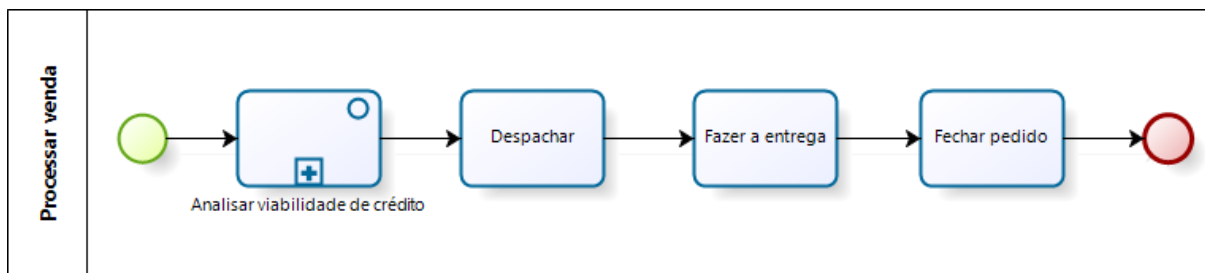 Processar venda
Analisar viabilidade de crédito
Despachar
Fazer a entrega
Fechar pedido